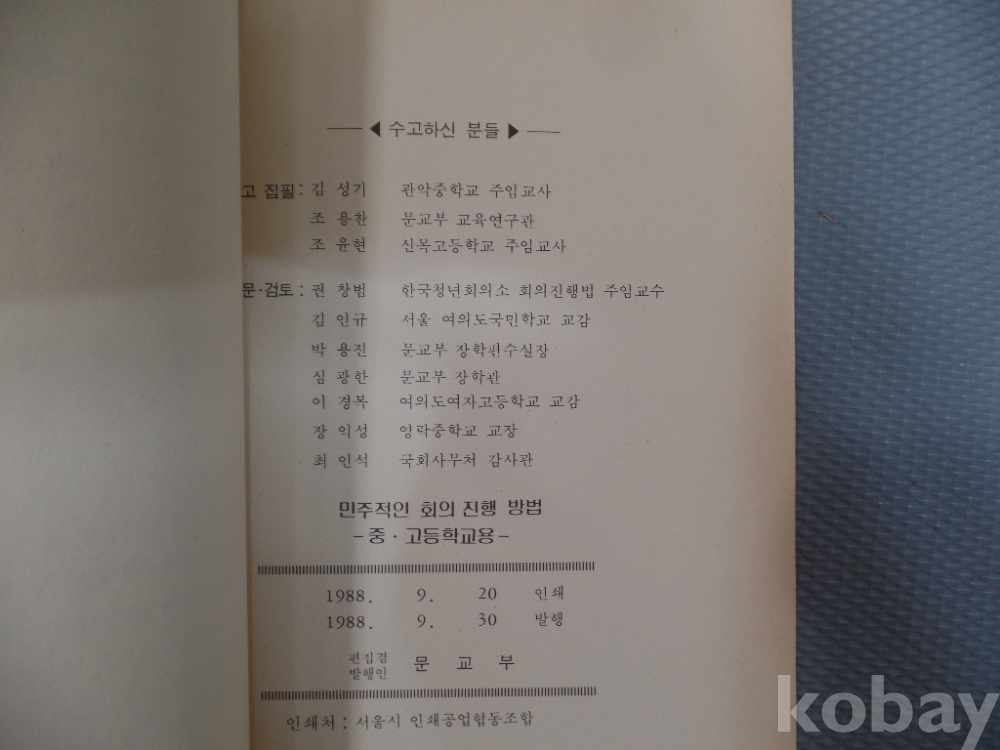 ◀ 수고하신 분들 ▶
고 집필 : 김 성기 관악중학교 주임교사
조 용찬 문교부 교육연구관
조 윤현 신목고등학교 주임교사
문·검토 : 권 창범 한국청년회의소 회의진행법 주임교수
김 인규 서울 여의도국민학교 교감
박 용진 문교부 장학편수실장
심 광한 문교부 장학관
이 경복 여의도여자고등학교 교감
장 익성 영락중학교 교장
최 인석 국회사무처 감사관
민주적인 회의 진행 방법
- 중 · 고등학교용 -
1988. 9. 20 인쇄
1988. 9. 30 발행
편집겸
발행인 문 교 부
인쇄처 : 서울시 인쇄공업협동조합
kobay